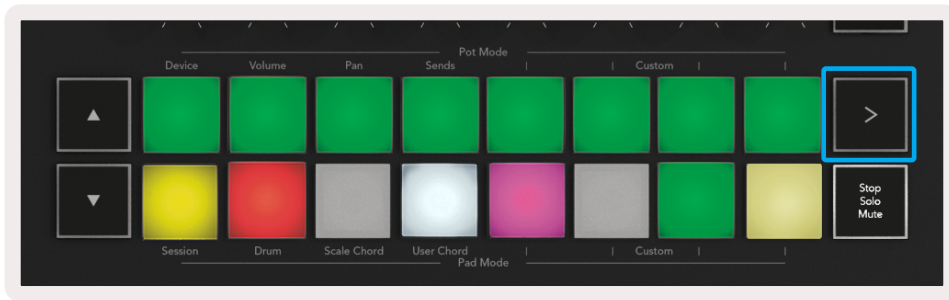 Pot Mode
Device Volume Pan Sends Custom
▲ >
▼ Stop
Solo
Mute
Session Drum Scale Chord User Chord Custom
Pad Mode